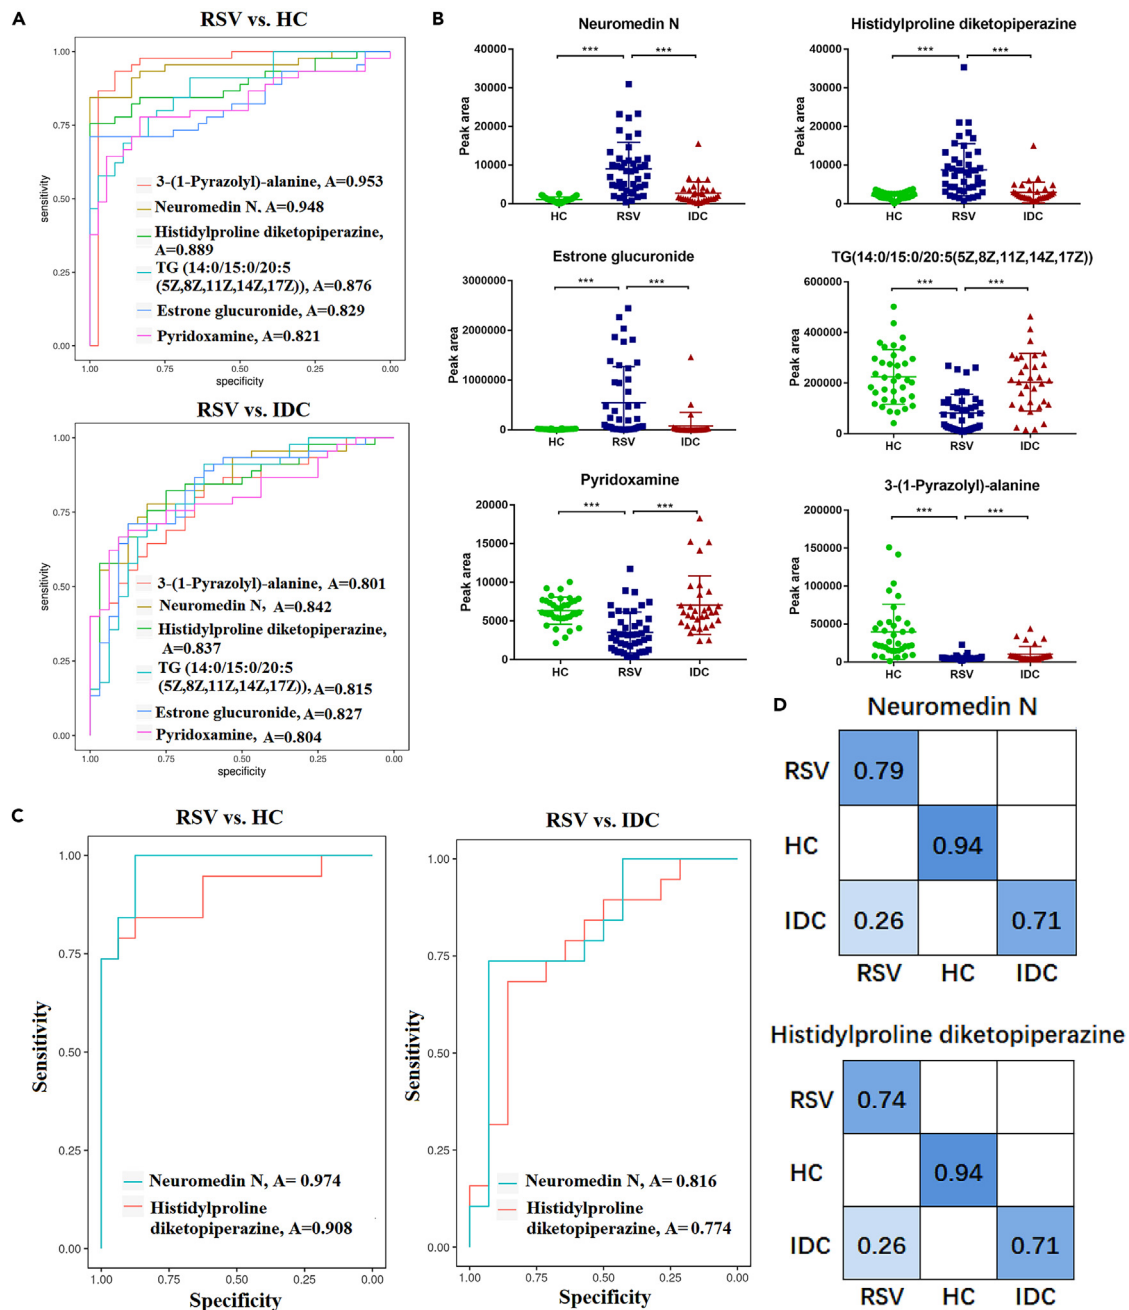 A
RSV vs. HC
1.00
0.75
0.50
0.25
0.00
sensitivity
3-(1-Pyrazolyl)-alanine, A=0.953
Neuromedin N, A=0.948
Histidylproline diketopiperazine,
A=0.889
TG (14:0/15:0/20:5
(5Z,8Z,11Z,14Z,17Z)), A=0.876
Estrone glucuronide, A=0.829
Pyridoxamine, A=0.821
1.00 0.75 0.50 0.25 0.00
specificity
RSV vs. IDC
1.00
0.75
0.50
0.25
0.00
sensitivity
3-(1-Pyrazolyl)-alanine, A=0.801
Neuromedin N, A=0.842
Histidylproline diketopiperazine,
A=0.837
TG (14:0/15:0/20:5
(5Z,8Z,11Z,14Z,17Z)), A=0.815
Estrone glucuronide, A=0.827
Pyridoxamine, A=0.804
1.00 0.75 0.50 0.25 0.00
specificity
B
Neuromedin N
40000
30000
20000
10000
0
Peak area
*** ***
HC RSV IDC
Histidylproline diketopiperazine
40000
30000
20000
10000
0
Peak area
*** ***
HC RSV IDC
Estrone glucuronide
3000000
2000000
1000000
0
Peak area
*** ***
HC RSV IDC
TG(14:0/15:0/20:5(5Z,8Z,11Z,14Z,17Z))
600000
400000
200000
0
Peak area
*** ***
HC RSV IDC
Pyridoxamine
20000
15000
10000
5000
0
Peak area
*** ***
HC RSV IDC
3-(1-Pyrazolyl)-alanine
200000
150000
100000
50000
0
Peak area
*** ***
HC RSV IDC
C
RSV vs. HC
1.00
0.75
0.50
0.25
0.00
Sensitivity
Neuromedin N, A= 0.974
Histidylproline
diketopiperazine, A=0.908
1.00 0.75 0.50 0.25 0.00
Specificity
RSV vs. IDC
1.00
0.75
0.50
0.25
0.00
Sensitivity
Neuromedin N, A= 0.816
Histidylproline
diketopiperazine, A= 0.774
1.00 0.75 0.50 0.25 0.00
Specificity
D
Neuromedin N
RSV 0.79
HC 0.94
IDC 0.26 0.71
RSV HC IDC
Histidylproline diketopiperazine
RSV 0.74
HC 0.94
IDC 0.26 0.71
RSV HC IDC